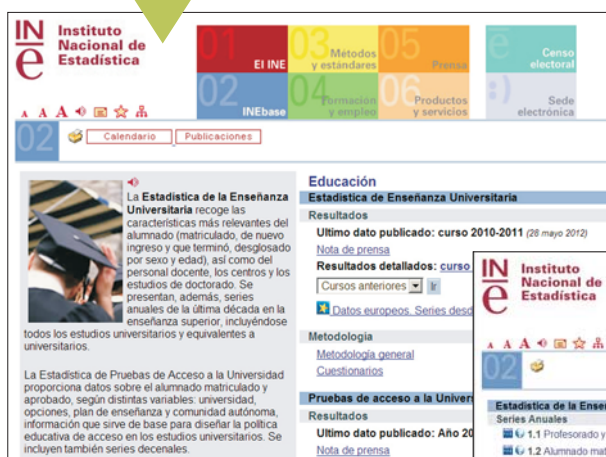 INe Instituto
Nacional de
Estadística
01 El INE
03 Métodos
y estándares
05 Prensa
e Censo
electoral
02 INEbase
04 Formación
y empleo
06 Productos
y servicios
:) Sede
electrónica
A A A
02 Calendario Publicaciones
La Estadística de la Enseñanza
Universitaria recoge las
características más relevantes del
alumnado (matriculado, de nuevo
ingreso y que terminó, desglosado
por sexo y edad), así como del
personal docente, los centros y los
estudios de doctorado. Se
presentan, además, series
anuales de la última década en la
enseñanza superior, incluyéndose
todos los estudios universitarios y equivalentes a
universitarios.
La Estadística de Pruebas de Acceso a la Universidad
proporciona datos sobre el alumnado matriculado y
aprobado, según distintas variables: universidad,
opciones, plan de enseñanza y comunidad autónoma,
información que sirve de base para diseñar la política
educativa de acceso en los estudios universitarios. Se
incluyen también series decenales.
Educación
Estadística de Enseñanza Universitaria
Resultados
Ultimo dato publicado: curso 2010-2011 (28 mayo 2012)
Nota de prensa
Resultados detallados: curso
Cursos anteriores Ir
Datos europeos. Series desd
Metodología
Metodología general
Cuestionarios
Pruebas de acceso a la Univer
Resultados
Ultimo dato publicado: Año 20
Nota de prensa
INe Instituto
Nacional de
Estadística
A A A
02
Estadística de la Ense
Series Anuales
1.1 Profesorado y
1.2 Alumnado mat